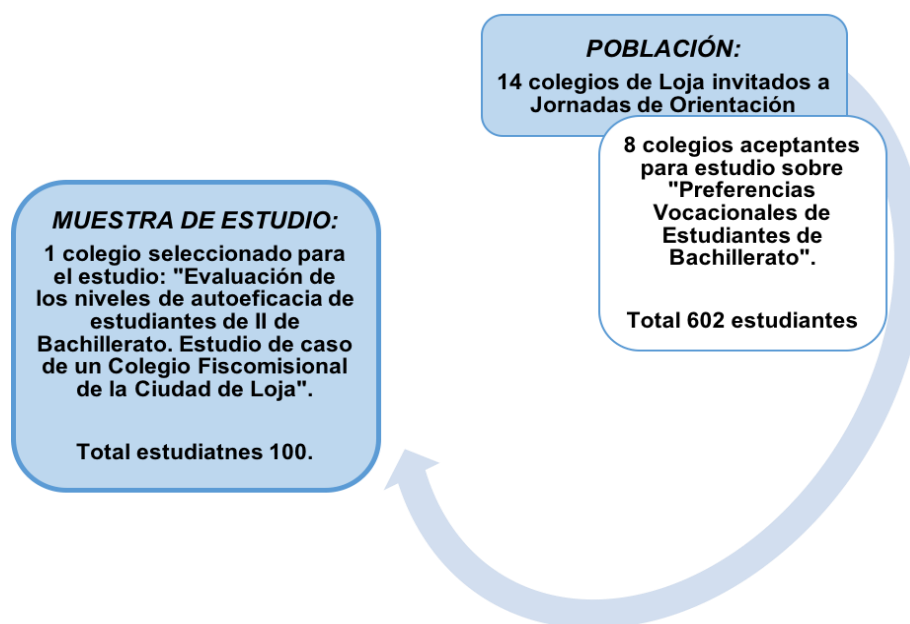 POBLACIÓN:
14 colegios de Loja invitados a
Jornadas de Orientación
8 colegios aceptantes
para estudio sobre
"Preferencias
Vocacionales de
Estudiantes de
Bachillerato".
Total 602 estudiantes
MUESTRA DE ESTUDIO:
1 colegio seleccionado para
el estudio: "Evaluación de
los niveles de autoeficacia de
estudiantes de II de
Bachillerato. Estudio de caso
de un Colegio Fiscomisional
de la Ciudad de Loja".
Total estudiatnes 100.